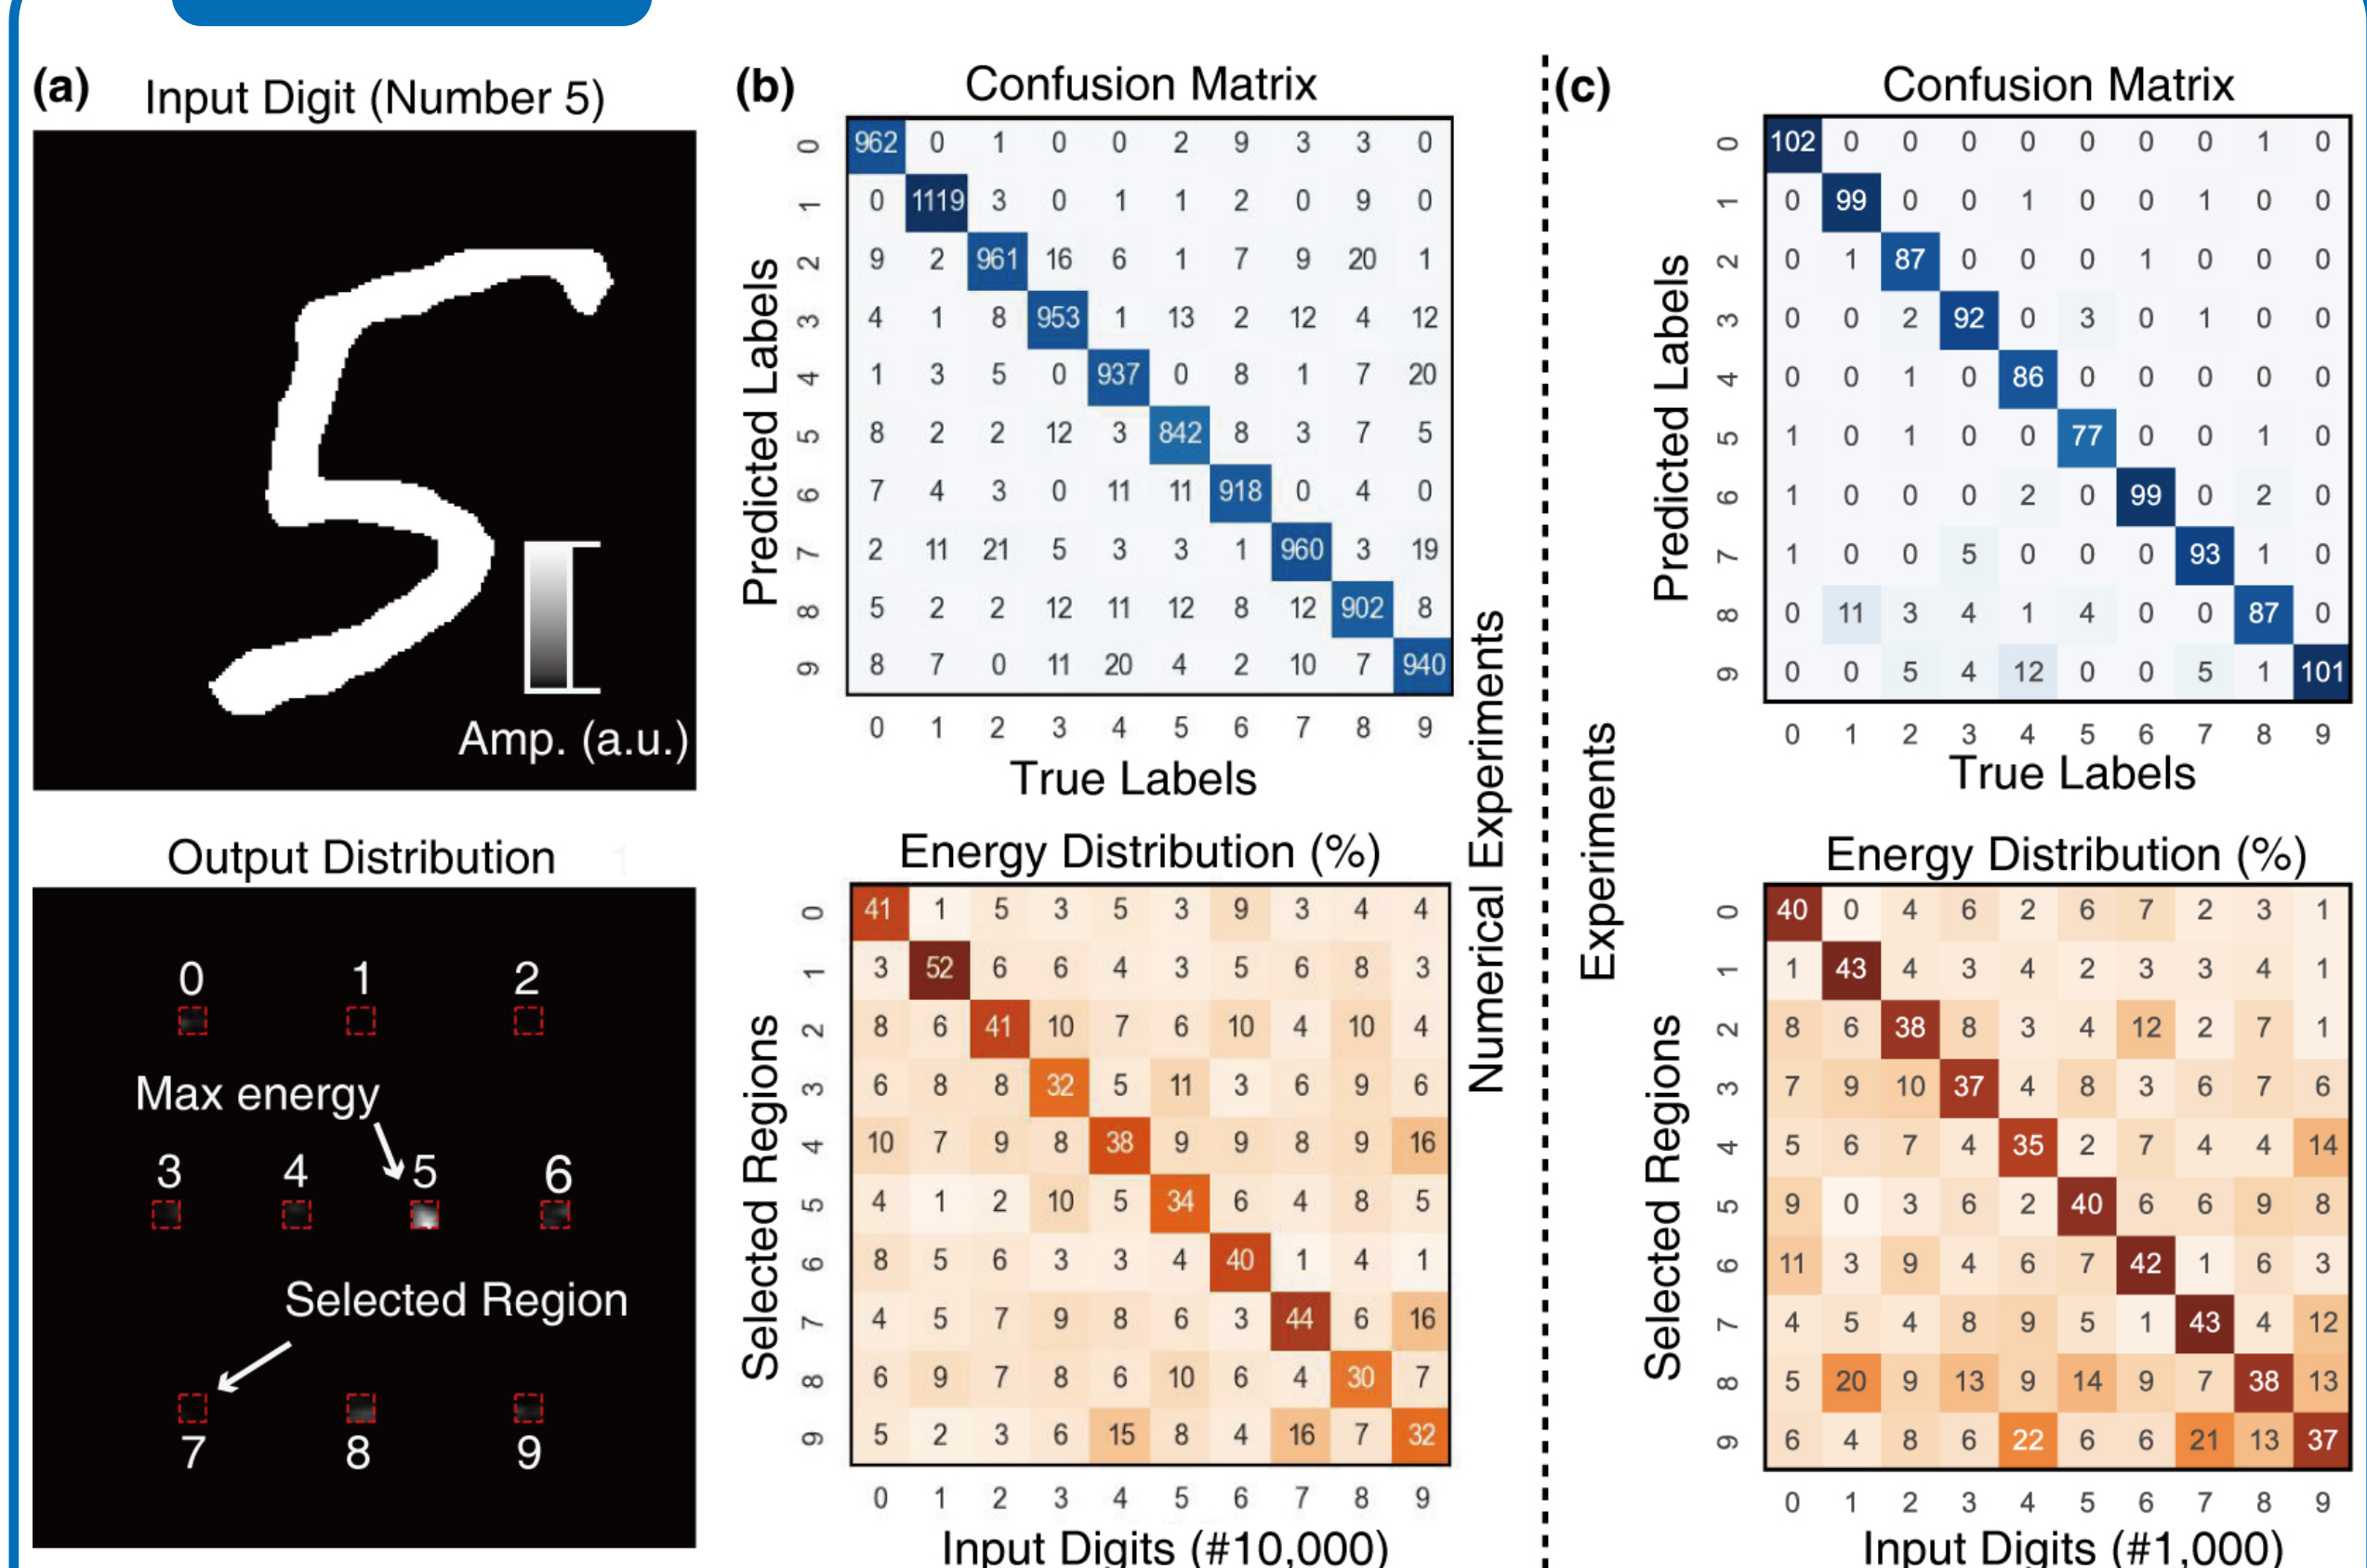 (a)
Input Digit (Number 5)
Amp. (a.u.)
Output Distribution
0 1 2
Max energy
3 4 5 6
Selected Region
7 8 9
(b)
Confusion Matrix
Predicted Labels
0 962 0 1 0 0 2 9 3 3 0
1 0 1119 3 0 1 1 2 0 9 0
2 9 2 961 16 6 1 7 9 20 1
3 4 1 8 953 1 13 2 12 4 12
4 1 3 5 0 937 0 8 1 7 20
5 8 2 2 12 3 842 8 3 7 5
6 7 4 3 0 11 11 918 0 4 0
7 2 11 21 5 3 3 1 960 3 19
8 5 2 2 12 11 12 8 12 902 8
9 8 7 0 11 20 4 2 10 7 940
0 1 2 3 4 5 6 7 8 9
True Labels
Energy Distribution (%)
Selected Regions
0 41 1 5 3 5 3 9 3 4 4
1 3 52 6 6 4 3 5 6 8 3
2 8 6 41 10 7 6 10 4 10 4
3 6 8 8 32 5 11 3 6 9 6
4 10 7 9 8 38 9 9 8 9 16
5 4 1 2 10 5 34 6 4 8 5
6 8 5 6 3 3 4 40 1 4 1
7 4 5 7 9 8 6 3 44 6 16
8 6 9 7 8 6 10 6 4 30 7
9 5 2 3 6 15 8 4 16 7 32
0 1 2 3 4 5 6 7 8 9
Input Digits (#10,000)
Numerical Experiments
Experiments
(c)
Confusion Matrix
Predicted Labels
0 102 0 0 0 0 0 0 0 1 0
1 0 99 0 0 1 0 0 1 0 0
2 0 1 87 0 0 0 1 0 0 0
3 0 0 2 92 0 3 0 1 0 0
4 0 0 1 0 86 0 0 0 0 0
5 1 0 1 0 0 77 0 0 1 0
6 1 0 0 0 2 0 99 0 2 0
7 1 0 0 5 0 0 0 93 1 0
8 0 11 3 4 1 4 0 0 87 0
9 0 0 5 4 12 0 0 5 1 101
0 1 2 3 4 5 6 7 8 9
True Labels
Energy Distribution (%)
Selected Regions
0 40 0 4 6 2 6 7 2 3 1
1 1 43 4 3 4 2 3 3 4 1
2 8 6 38 8 3 4 12 2 7 1
3 7 9 10 37 4 8 3 6 7 6
4 5 6 7 4 35 2 7 4 4 14
5 9 0 3 6 2 40 6 6 9 8
6 11 3 9 4 6 7 42 1 6 3
7 4 5 4 8 9 5 1 43 4 12
8 5 20 9 13 9 14 9 7 38 13
9 6 4 8 6 22 6 6 21 13 37
0 1 2 3 4 5 6 7 8 9
Input Digits (#1,000)